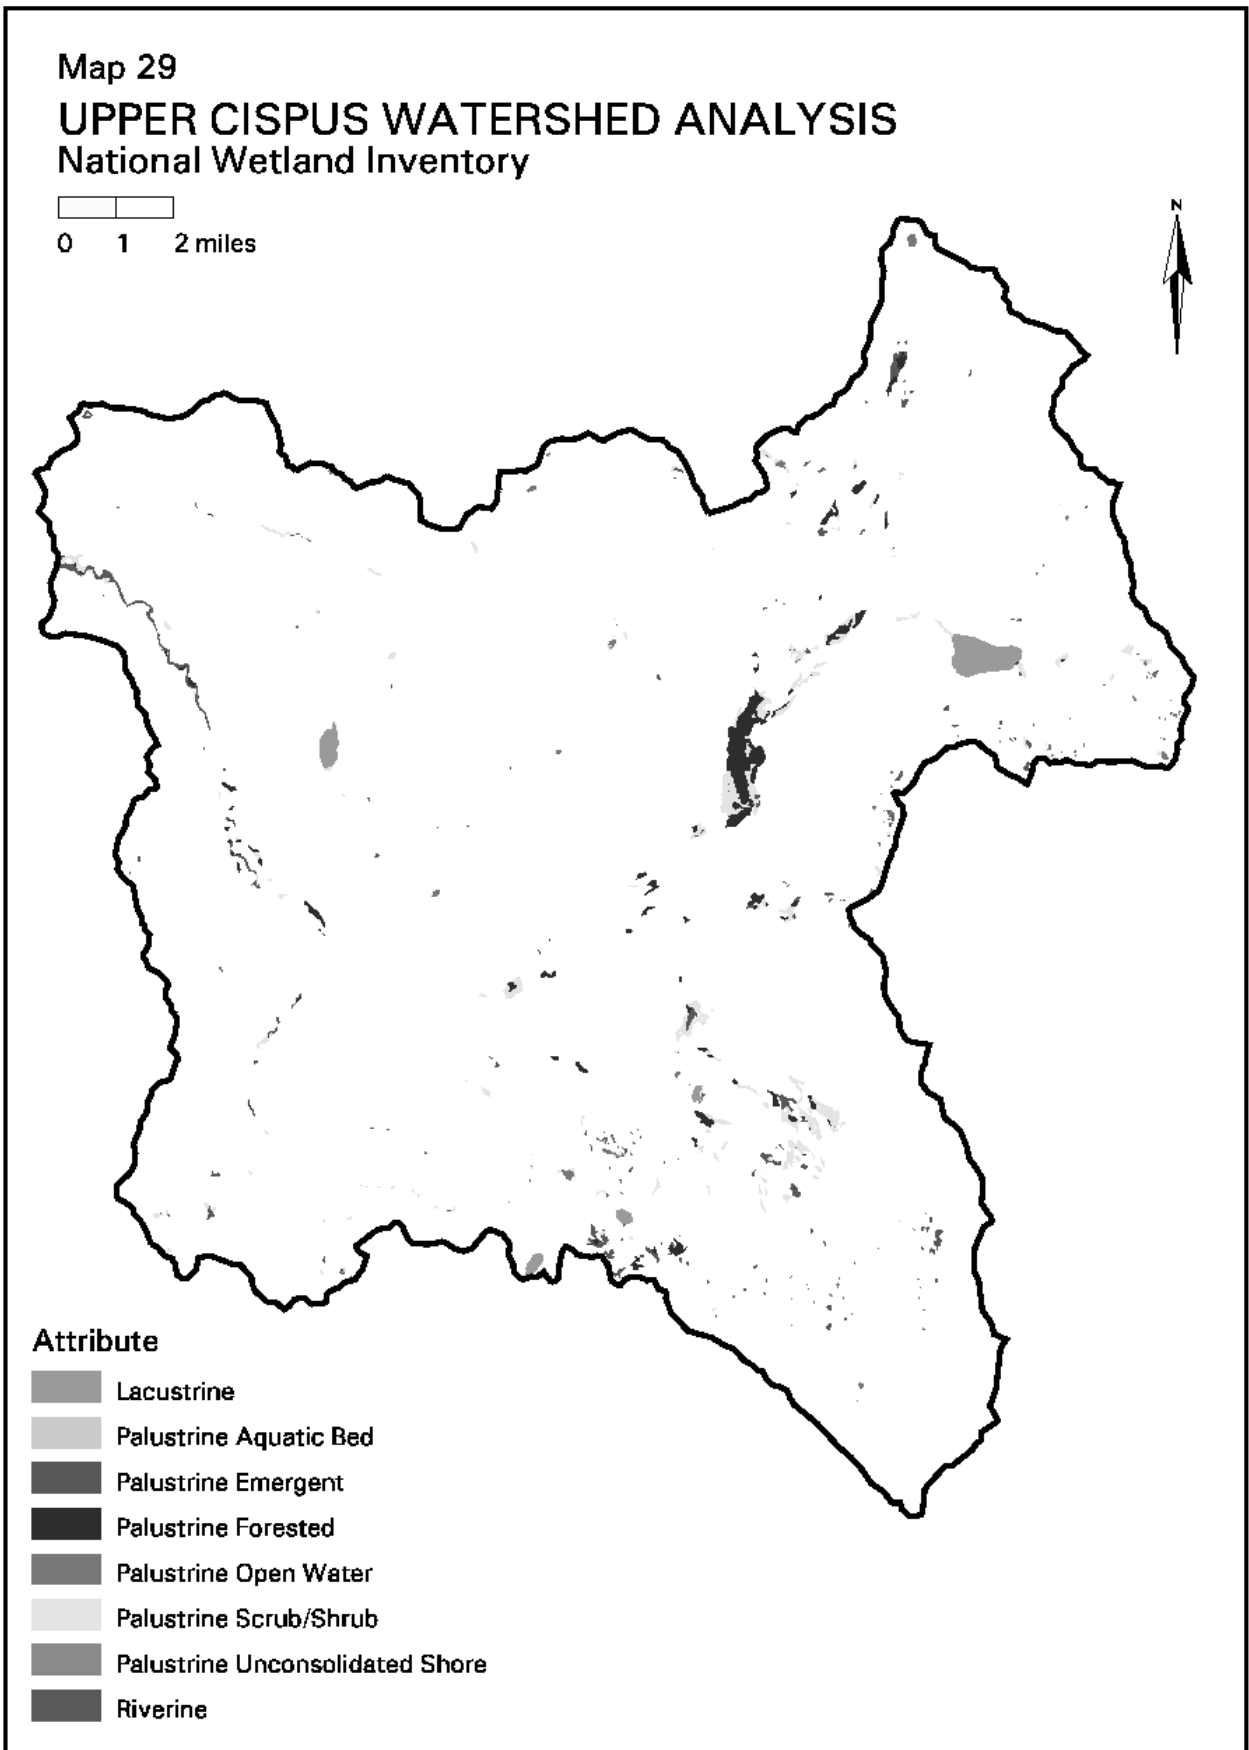 Map 29
UPPER CISPUS WATERSHED ANALYSIS
National Wetland Inventory
0 1 2 miles
N
Attribute
Lacustrine
Palustrine Aquatic Bed
Palustrine Emergent
Palustrine Forested
Palustrine Open Water
Palustrine Scrub/Shrub
Palustrine Unconsolidated Shore
Riverine